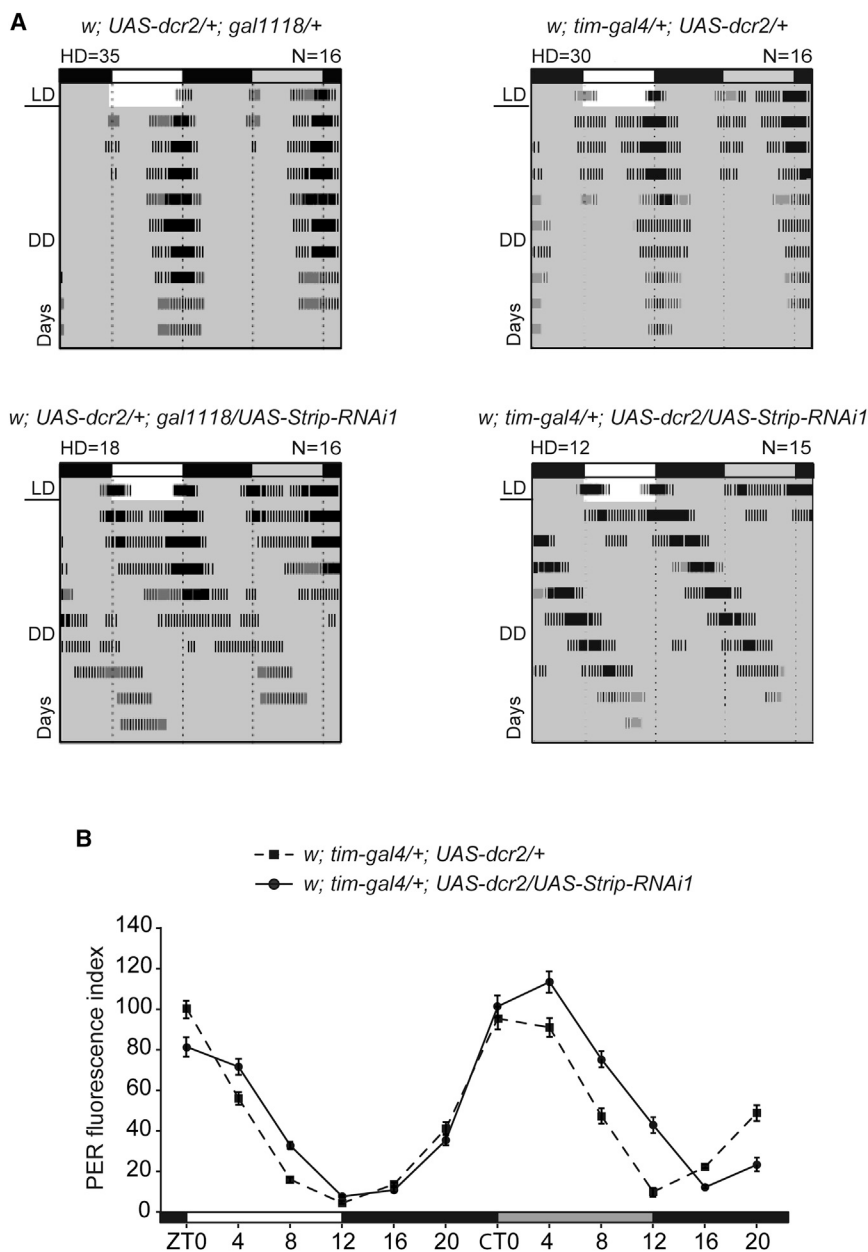 A
w; UAS-dcr2/+; gal1118/+
HD=35 N=16
LD
DD
Days
w; tim-gal4/+; UAS-dcr2/+
HD=30 N=16
LD
DD
Days
w; UAS-dcr2/+; gal1118/UAS-Strip-RNAi1
HD=18 N=16
LD
DD
Days
w; tim-gal4/+; UAS-dcr2/UAS-Strip-RNAi1
HD=12 N=15
LD
DD
Days
B
w; tim-gal4/+; UAS-dcr2/+
w; tim-gal4/+; UAS-dcr2/UAS-Strip-RNAi1
PER fluorescence index
140
120
100
80
60
40
20
0
ZT0 4 8 12 16 20 CT0 4 8 12 16 20